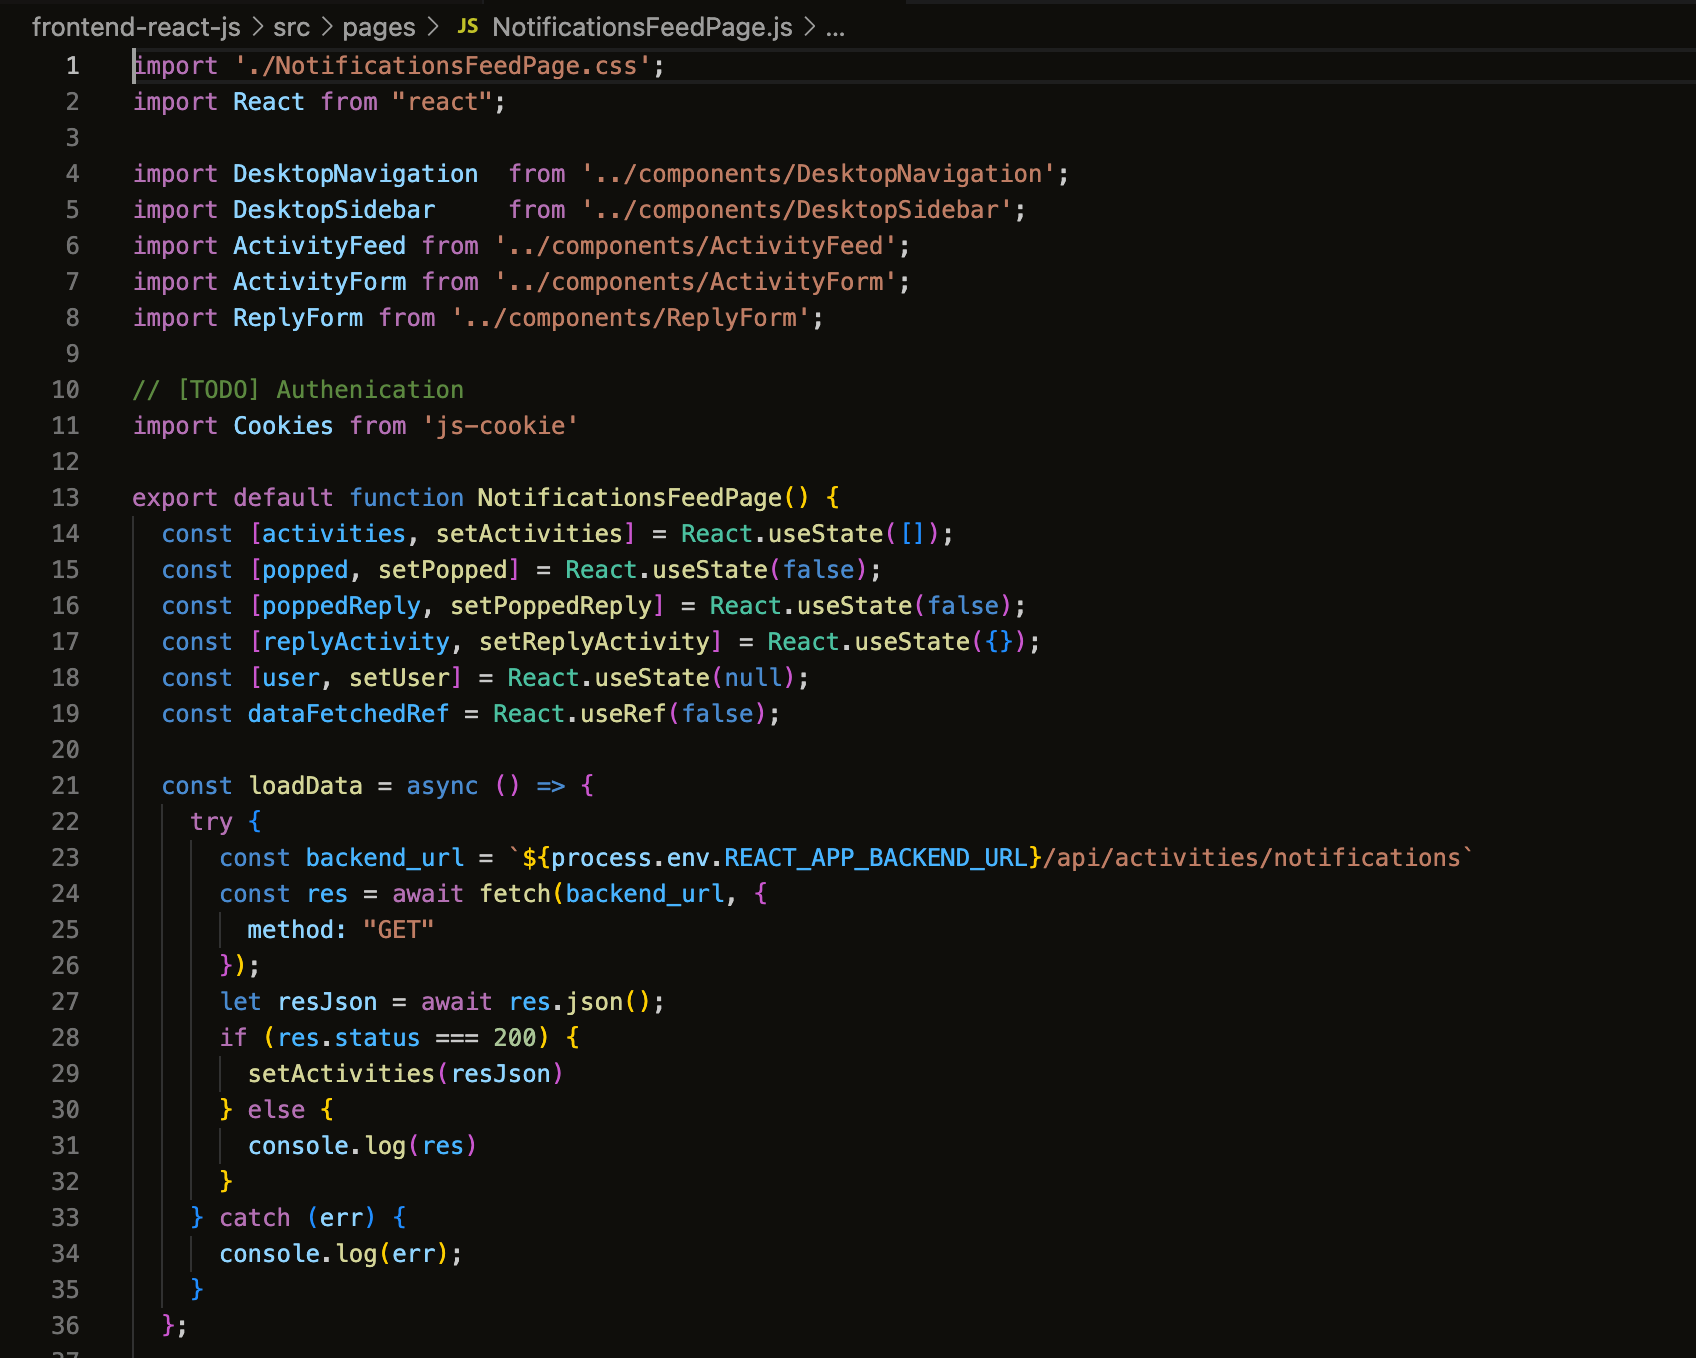 frontend-react-js > src > pages > JS NotificationsFeedPage.js > ...
1 import './NotificationsFeedPage.css';
2 import React from "react";
3
4 import DesktopNavigation  from '../components/DesktopNavigation';
5 import DesktopSidebar     from '../components/DesktopSidebar';
6 import ActivityFeed from '../components/ActivityFeed';
7 import ActivityForm from '../components/ActivityForm';
8 import ReplyForm from '../components/ReplyForm';
9
10 // [TODO] Authenication
11 import Cookies from 'js-cookie'
12
13 export default function NotificationsFeedPage() {
14   const [activities, setActivities] = React.useState([]);
15   const [popped, setPopped] = React.useState(false);
16   const [poppedReply, setPoppedReply] = React.useState(false);
17   const [replyActivity, setReplyActivity] = React.useState({});
18   const [user, setUser] = React.useState(null);
19   const dataFetchedRef = React.useRef(false);
20
21   const loadData = async () => {
22     try {
23       const backend_url = `${process.env.REACT_APP_BACKEND_URL}/api/activities/notifications`
24       const res = await fetch(backend_url, {
25         method: "GET"
26       });
27       let resJson = await res.json();
28       if (res.status === 200) {
29         setActivities(resJson)
30       } else {
31         console.log(res)
32       }
33     } catch (err) {
34       console.log(err);
35     }
36   };
37